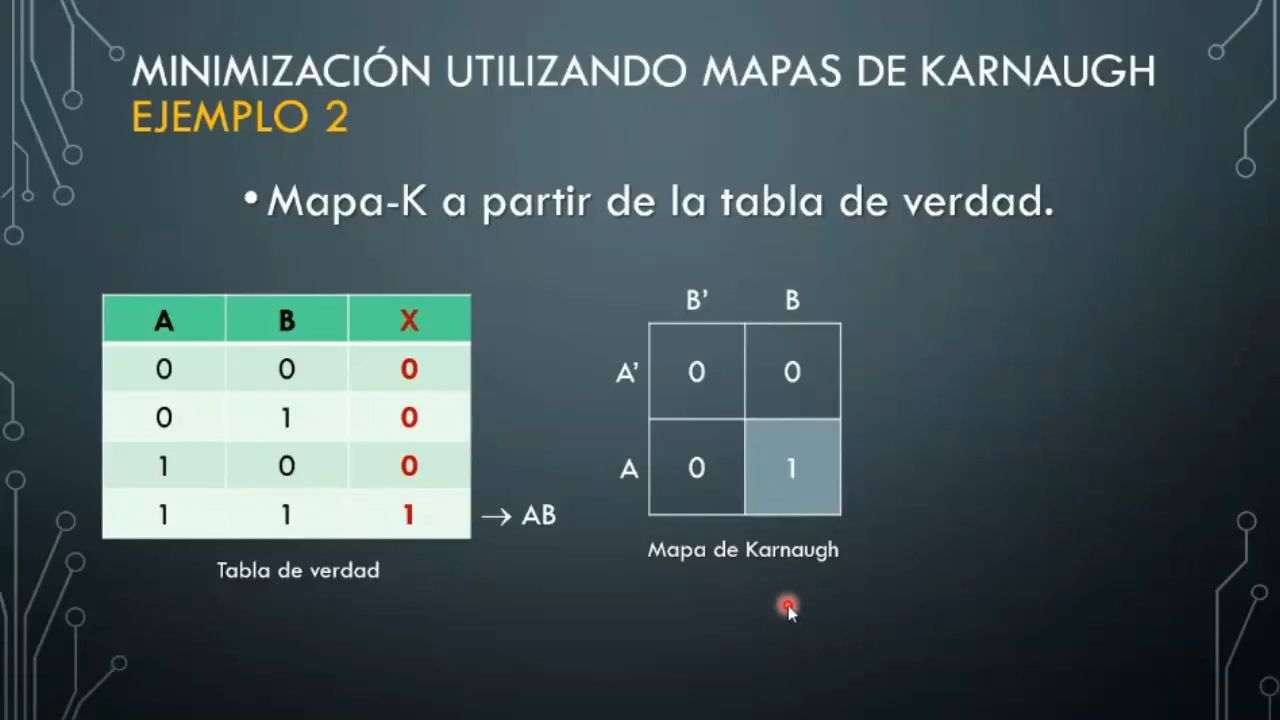 MINIMIZACIÓN UTILIZANDO MAPAS DE KARNAUGH
EJEMPLO 2
•Mapa-K a partir de la tabla de verdad.
A B X
0 0 0
0 1 0
1 0 0
1 1 1 → AB
Tabla de verdad
B’ B
A’ 0 0
A 0 1
Mapa de Karnaugh